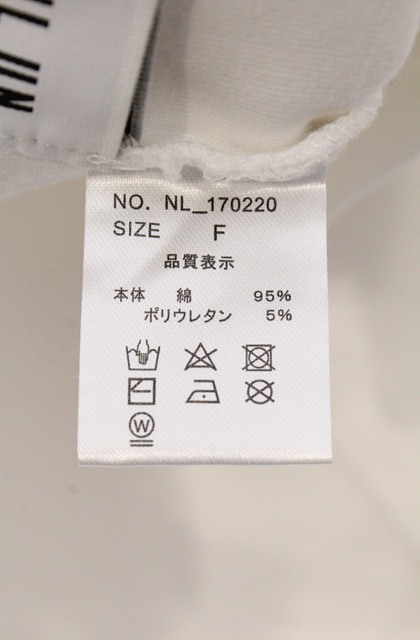 NO. NL_170220
SIZE F
品質表示
本体 綿 95%
ポリウレタン 5%
W